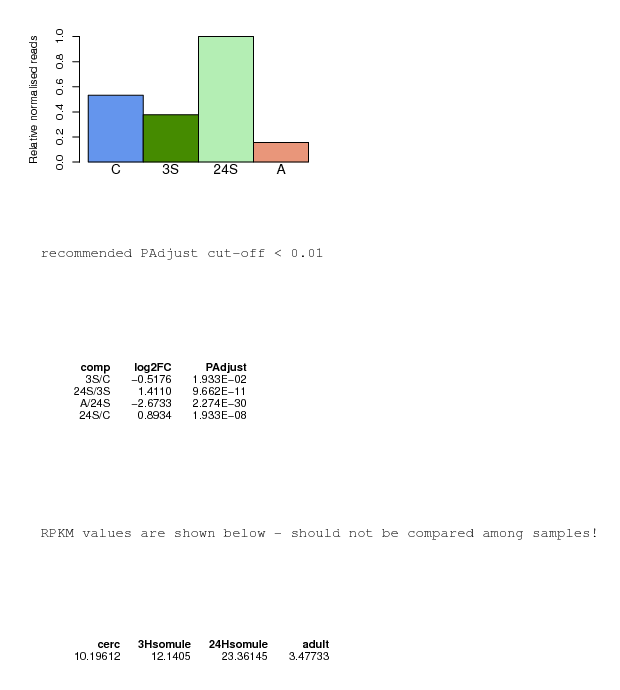 Relative normalised reads
1.0
0.8
0.6
0.4
0.2
0.0
C 3S 24S A
recommended PAdjust cut-off < 0.01
comp log2FC PAdjust
3S/C −0.5176 1.933E−02
24S/3S 1.4110 9.662E−11
A/24S −2.6733 2.274E−30
24S/C 0.8934 1.933E−08
RPKM values are shown below - should not be compared among samples!
cerc 3Hsomule 24Hsomule adult
10.19612 12.1405 23.36145 3.47733